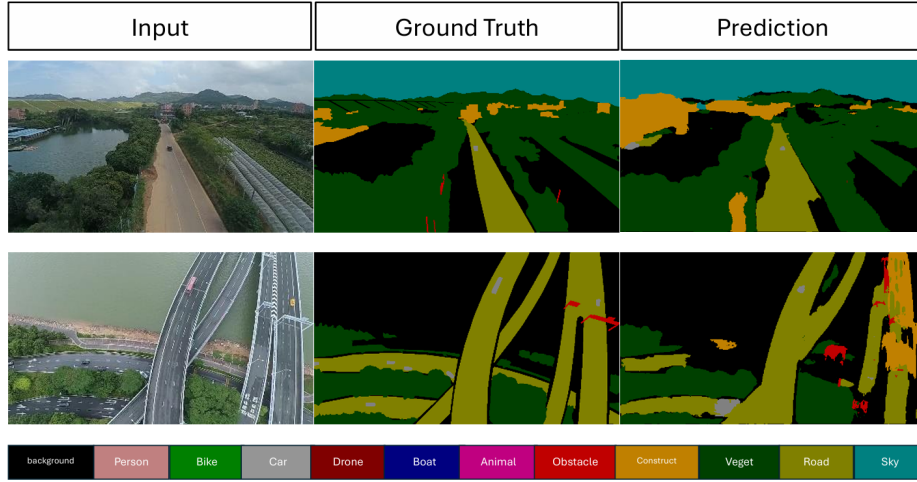 Input Ground Truth Prediction
background Person Bike Car Drone Boat Animal Obstacle Construct Veget Road Sky